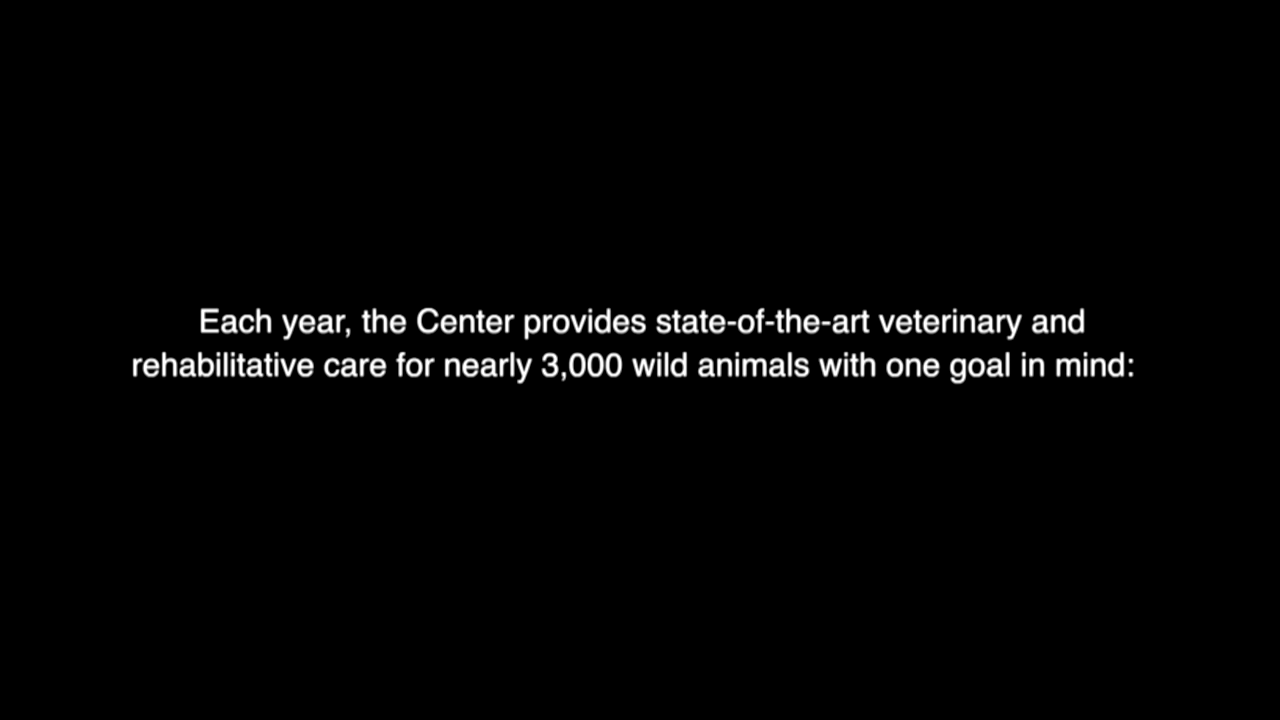 Each year, the Center provides state-of-the-art veterinary and
rehabilitative care for nearly 3,000 wild animals with one goal in mind: